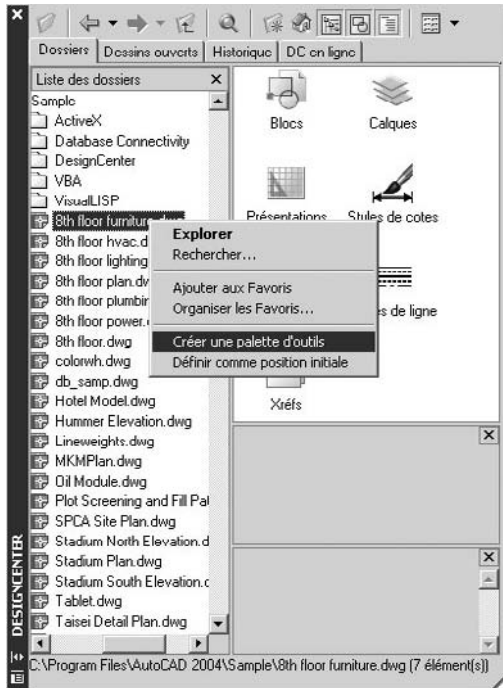 Dossiers Dessins ouverts Historique DC en ligne
Liste des dossiers
Sample
ActiveX
Database Connectivity
DesignCenter
VBA
VisualLISP
8th floor furniture.dwg
8th floor hvac.d
8th floor lighting
8th floor plan.dw
8th floor plumbin
8th floor power.
8th floor.dwg
colorwh.dwg
db_samp.dwg
Hotel Model.dwg
Hummer Elevation.dwg
Lineweights.dwg
MKMPlan.dwg
Oil Module.dwg
Plot Screening and Fill Pat
SPCA Site Plan.dwg
Stadium North Elevation.d
Stadium Plan.dwg
Stadium South Elevation.c
Tablet.dwg
Taisei Detail Plan.dwg
Blocs
Calques
Présentations
Styles de cotes
es de ligne
Xréfs
Explorer
Rechercher...
Ajouter aux Favoris
Organiser les Favoris...
Créer une palette d'outils
Définir comme position initiale
DESIGNCENTER
C:\Program Files\AutoCAD 2004\Sample\8th floor furniture.dwg (7 élément(s))